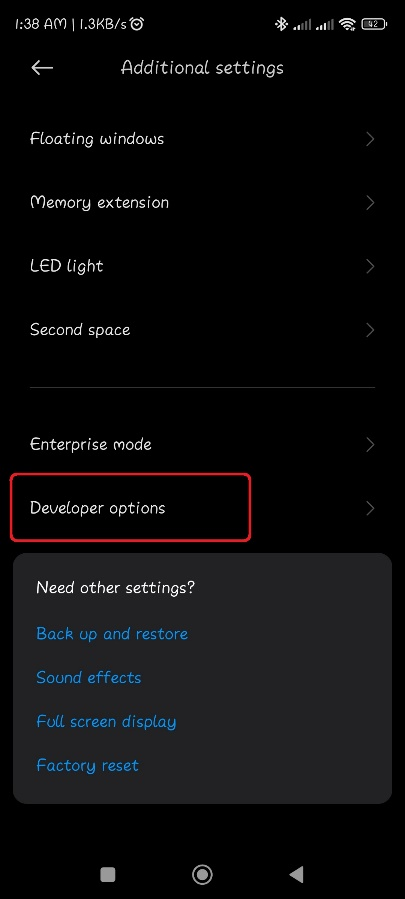 1:38 AM | 1.3KB/s
42
Additional settings
Floating windows
Memory extension
LED light
Second space
Enterprise mode
Developer options
Need other settings?
Back up and restore
Sound effects
Full screen display
Factory reset